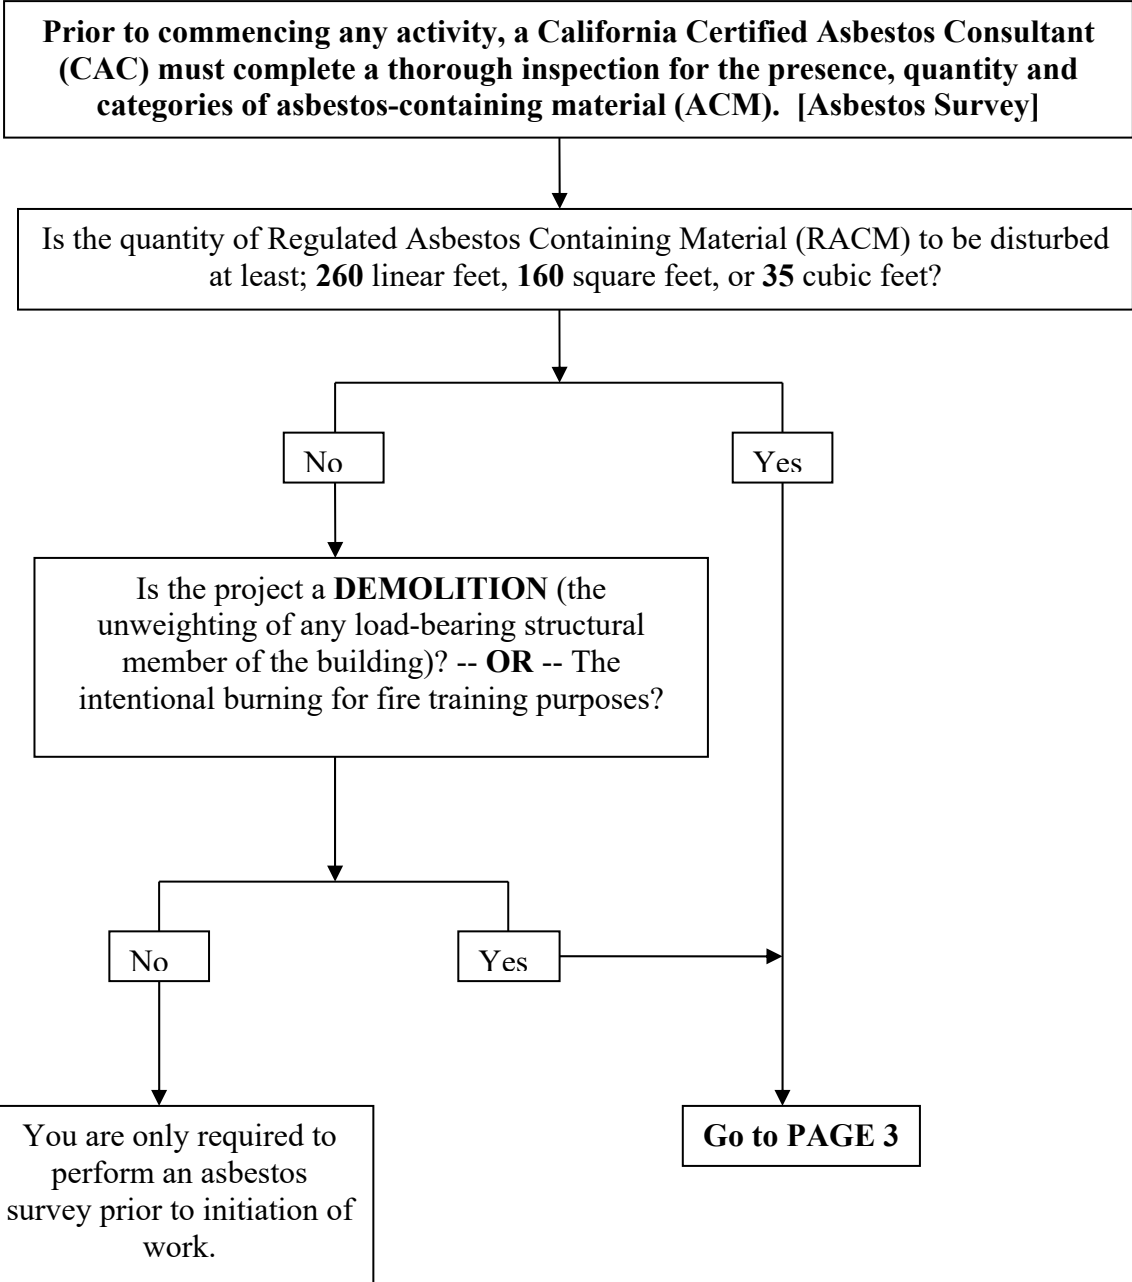 Prior to commencing any activity, a California Certified Asbestos Consultant
(CAC) must complete a thorough inspection for the presence, quantity and
categories of asbestos-containing material (ACM).  [Asbestos Survey]
Is the quantity of Regulated Asbestos Containing Material (RACM) to be disturbed
at least; 260 linear feet, 160 square feet, or 35 cubic feet?
No
Yes
Is the project a DEMOLITION (the
unweighting of any load-bearing structural
member of the building)? -- OR -- The
intentional burning for fire training purposes?
No
Yes
You are only required to
perform an asbestos
survey prior to initiation of
work.
Go to PAGE 3